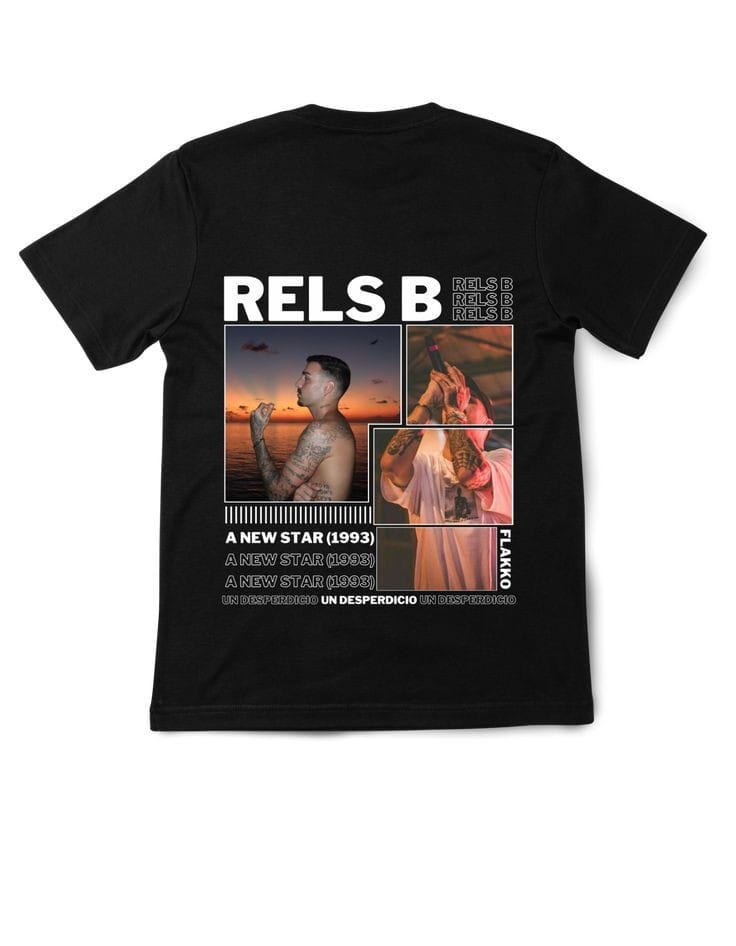 RELS B
RELS B
RELS B
RELS B
A NEW STAR (1993)
A NEW STAR (1993)
A NEW STAR (1993)
FLAKKO
UN DESPERDICIO UN DESPERDICIO UN DESPERDICIO